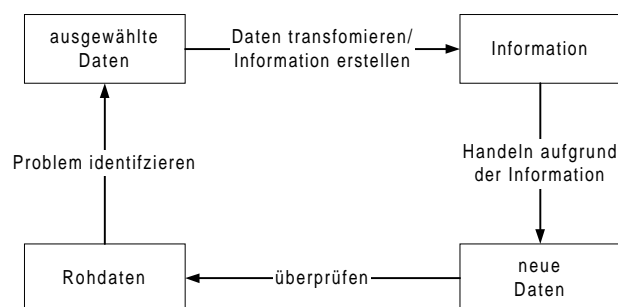 ausgewählte
Daten
Daten transfomieren/
Information erstellen
Information
Problem identifzieren
Handeln aufgrund
der Information
Rohdaten
überprüfen
neue
Daten